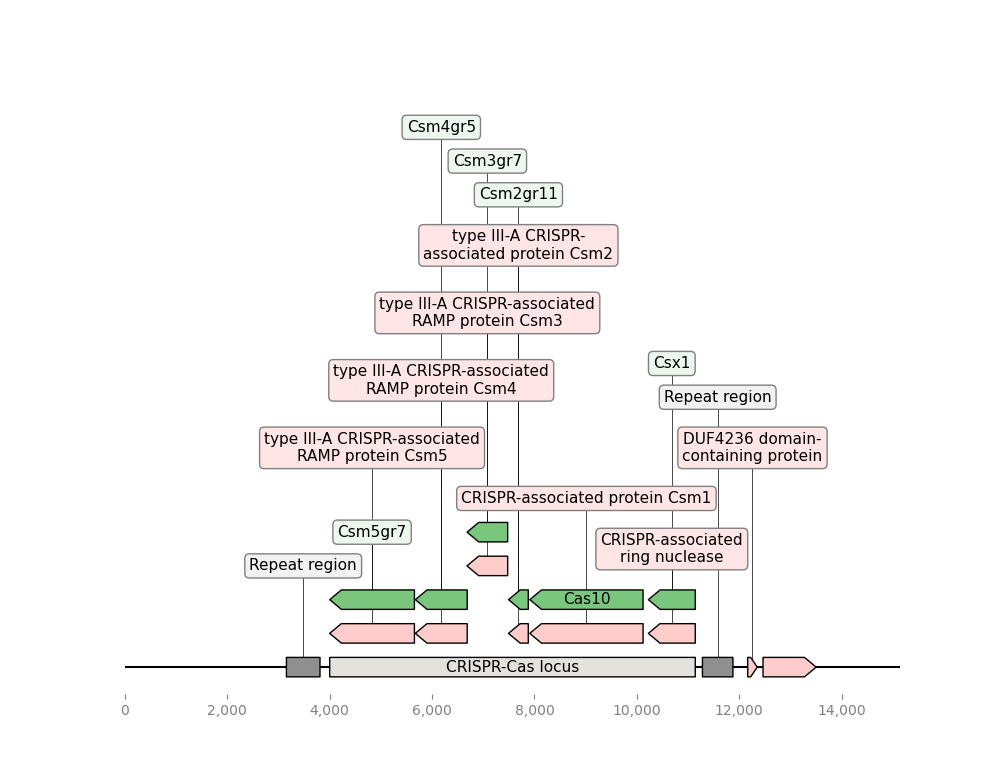 Csm4gr5
Csm3gr7
Csm2gr11
type III-A CRISPR-
associated protein Csm2
type III-A CRISPR-associated
RAMP protein Csm3
Csx1
type III-A CRISPR-associated
RAMP protein Csm4
Repeat region
type III-A CRISPR-associated
RAMP protein Csm5
DUF4236 domain-
containing protein
CRISPR-associated protein Csm1
Csm5gr7
CRISPR-associated
ring nuclease
Repeat region
Cas10
CRISPR-Cas locus
0
2,000
4,000
6,000
8,000
10,000
12,000
14,000